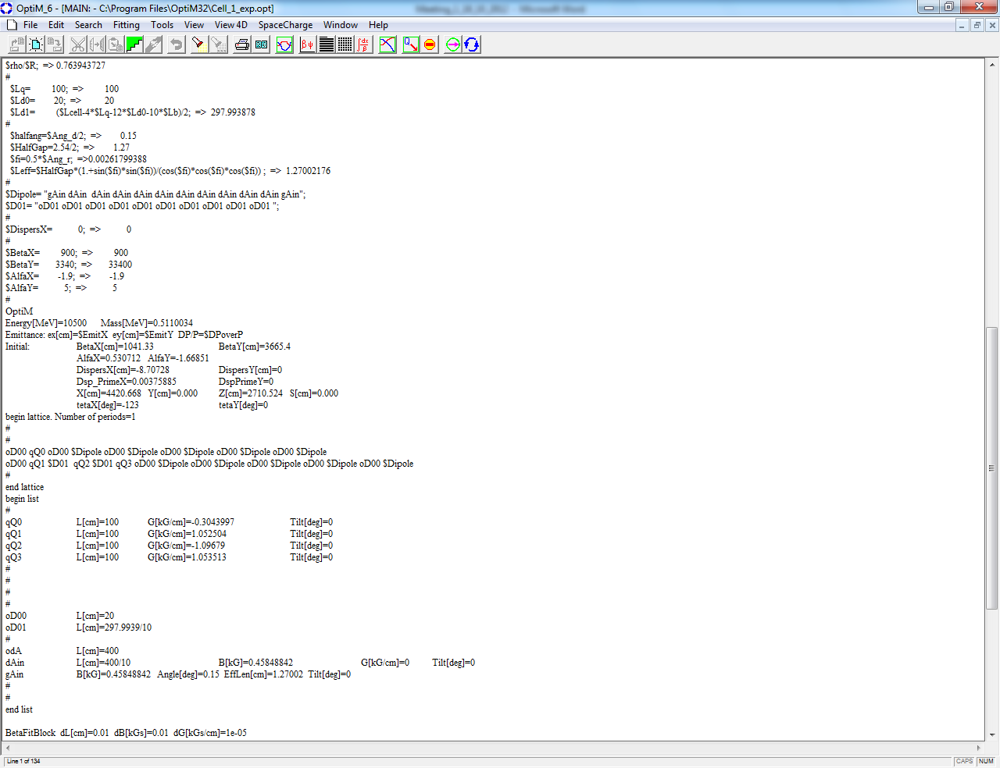 OptiM_6 - [MAIN: - C:\Program Files\OptiM32\Cell_1_exp.opt]
File Edit Search Fitting Tools View View 4D SpaceCharge Window Help
$rho/$R; => 0.763943727
#
$Lq= 100; => 100
$Ld0= 20; => 20
$Ld1= ($Lcell-4*$Lq-12*$Ld0-10*$Lb)/2; => 297.993878
#
$halfang=$Ang_d/2; => 0.15
$HalfGap=2.54/2; => 1.27
$fi=0.5*$Ang_r; =>0.00261799388
$Leff=$HalfGap*(1.+sin($fi)*sin($fi))/(cos($fi)*cos($fi)*cos($fi)) ; => 1.27002176
#
$Dipole= "gAin dAin dAin dAin dAin dAin dAin dAin dAin dAin dAin gAin";
$D01= "oD01 oD01 oD01 oD01 oD01 oD01 oD01 oD01 oD01 oD01 ";
#
$DispersX= 0; => 0
#
$BetaX= 900; => 900
$BetaY= 3340; => 33400
$AlfaX= -1.9; => -1.9
$AlfaY= 5; => 5
#
OptiM
Energy[MeV]=10500 Mass[MeV]=0.5110034
Emittance: ex[cm]=$EmitX ey[cm]=$EmitY DP/P=$DPoverP
Initial: BetaX[cm]=1041.33 BetaY[cm]=3665.4
AlfaX=0.530712 AlfaY=-1.66851
DispersX[cm]=-8.70728 DispersY[cm]=0
Dsp_PrimeX=0.00375885 DspPrimeY=0
X[cm]=4420.668 Y[cm]=0.000 Z[cm]=2710.524 S[cm]=0.000
tetaX[deg]=-123 tetaY[deg]=0
begin lattice. Number of periods=1
#
#
oD00 qQ0 oD00 $Dipole oD00 $Dipole oD00 $Dipole oD00 $Dipole oD00 $Dipole
oD00 qQ1 $D01 qQ2 $D01 qQ3 oD00 $Dipole oD00 $Dipole oD00 $Dipole oD00 $Dipole oD00 $Dipole
#
end lattice
begin list
#
qQ0 L[cm]=100 G[kG/cm]=-0.3043997 Tilt[deg]=0
qQ1 L[cm]=100 G[kG/cm]=1.052504 Tilt[deg]=0
qQ2 L[cm]=100 G[kG/cm]=-1.09679 Tilt[deg]=0
qQ3 L[cm]=100 G[kG/cm]=1.053513 Tilt[deg]=0
#
#
#
#
oD00 L[cm]=20
oD01 L[cm]=297.9939/10
#
odA L[cm]=400
dAin L[cm]=400/10 B[kG]=0.45848842 G[kG/cm]=0 Tilt[deg]=0
gAin B[kG]=0.45848842 Angle[deg]=0.15 EffLen[cm]=1.27002 Tilt[deg]=0
#
#
end list
BetaFitBlock dL[cm]=0.01 dB[kGs]=0.01 dG[kGs/cm]=1e-05
Line 1 of 134 CAPS NUM